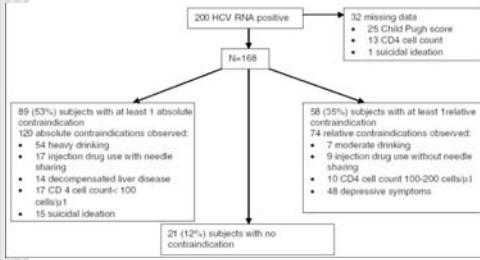 200 HCV RNA positive
32 missing data
• 25 Child Pugh score
• 13 CD4 cell count
• 1 suicidal ideation
N=168
89 (53%) subjects with at least 1 absolute
contraindication
120 absolute contraindications observed:
• 54 heavy drinking
• 17 injection drug use with needle
sharing
• 14 decompensated liver disease
• 17 CD 4 cell count< 100
cells/µ1
• 15 suicidal ideation
58 (35%) subjects with at least 1relative
contraindication
74 relative contraindications observed:
• 7 moderate drinking
• 9 injection drug use without needle
sharing
• 10 CD4 cell count 100-200 cells/µl
• 48 depressive symptoms
21 (12%) subjects with no
contraindication